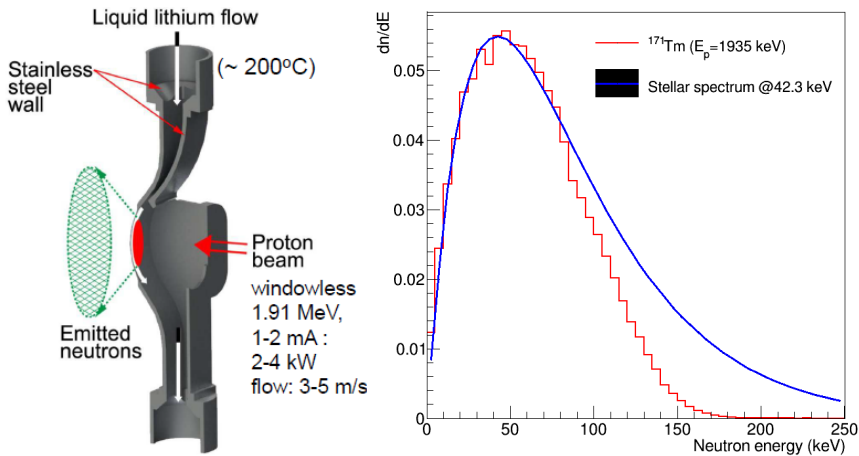 Liquid lithium flow
(~ 200°C)
Stainless
steel
wall
Proton
beam
windowless
1.91 MeV,
1-2 mA :
2-4 kW
flow: 3-5 m/s
Emitted
neutrons
dn/dE
0.05
0.04
0.03
0.02
0.01
0
0 50 100 150 200 250
Neutron energy (keV)
¹⁷¹Tm (Eₚ=1935 keV)
Stellar spectrum @42.3 keV